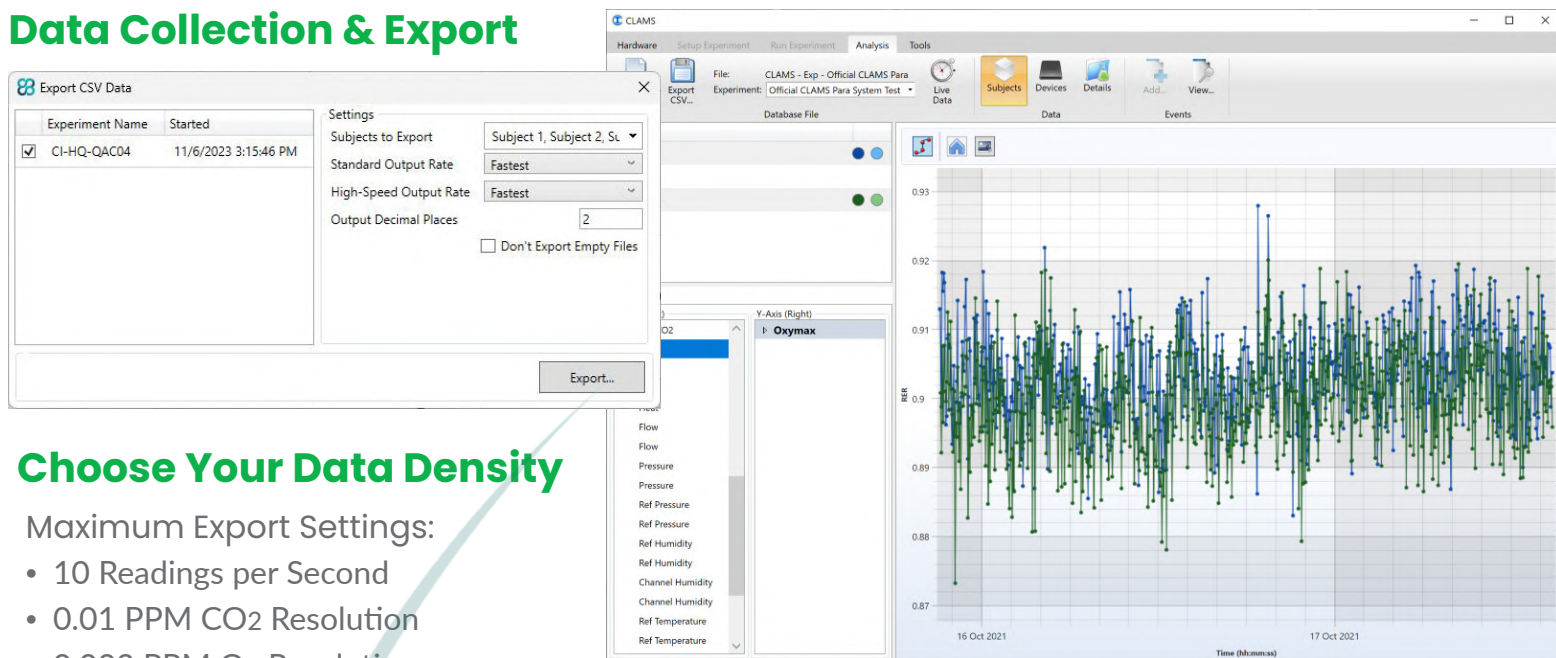 Data Collection & Export
Export CSV Data
Experiment Name Started
CI-HQ-QAC04 11/6/2023 3:15:46 PM
Settings
Subjects to Export Subject 1, Subject 2, Su
Standard Output Rate Fastest
High-Speed Output Rate Fastest
Output Decimal Places 2
Don't Export Empty Files
Export...
Choose Your Data Density
Maximum Export Settings:
• 10 Readings per Second
• 0.01 PPM CO2 Resolution
CLAMS
Hardware Setup Experiment Run Experiment Analysis Tools
Export CSV...
File: CLAMS - Exp - Official CLAMS Para
Experiment: Official CLAMS Para System Test
Database File
Live Data
Subjects Devices Details
Data
Add... View...
Events
Y-Axis (Right)
O2
Oxymax
Flow
Flow
Pressure
Pressure
Ref Pressure
Ref Pressure
Ref Humidity
Ref Humidity
Channel Humidity
Channel Humidity
Ref Temperature
Ref Temperature
0.93
0.92
0.91
RER
0.9
0.89
0.88
0.87
16 Oct 2021 17 Oct 2021
Time (hh:mm:ss)